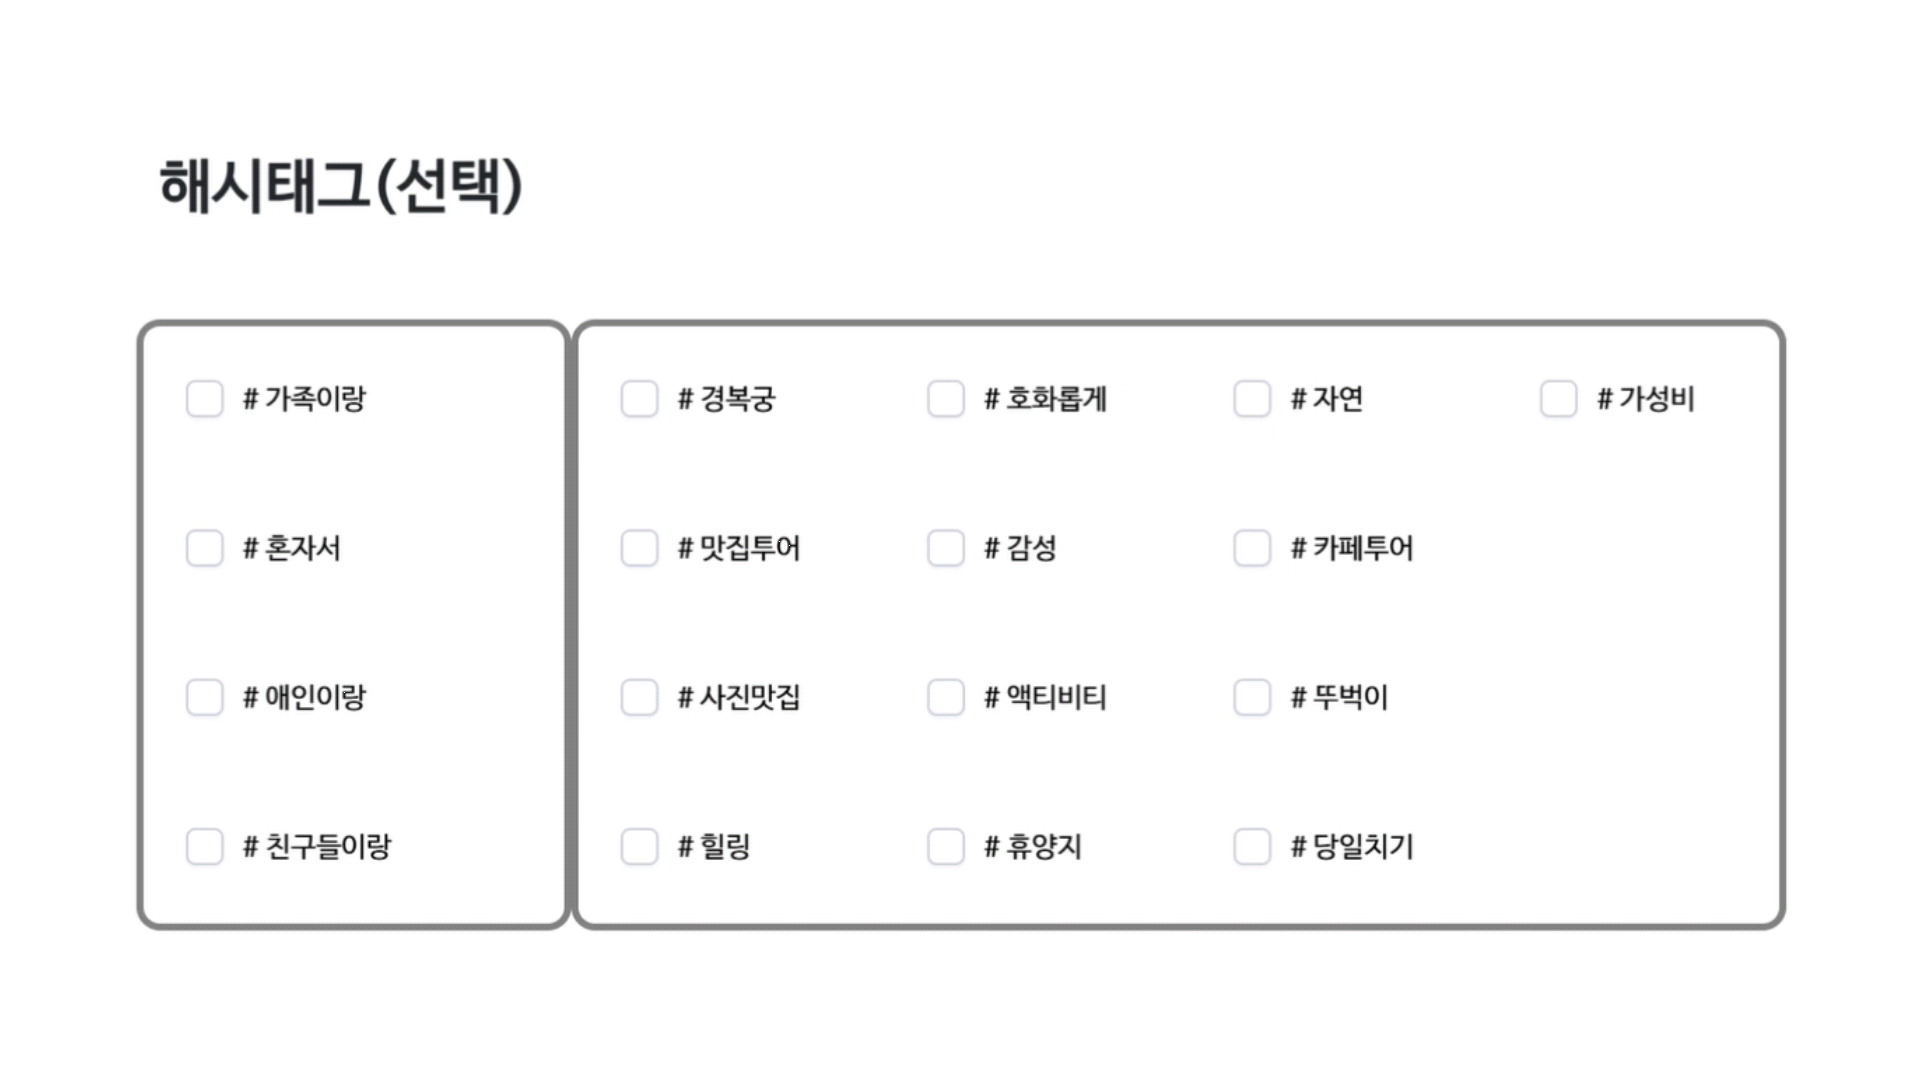 해시태그(선택)
# 가족이랑
# 혼자서
# 애인이랑
# 친구들이랑
# 경복궁
# 호화롭게
# 자연
# 가성비
# 맛집투어
# 감성
# 카페투어
# 사진맛집
# 액티비티
# 뚜벅이
# 힐링
# 휴양지
# 당일치기